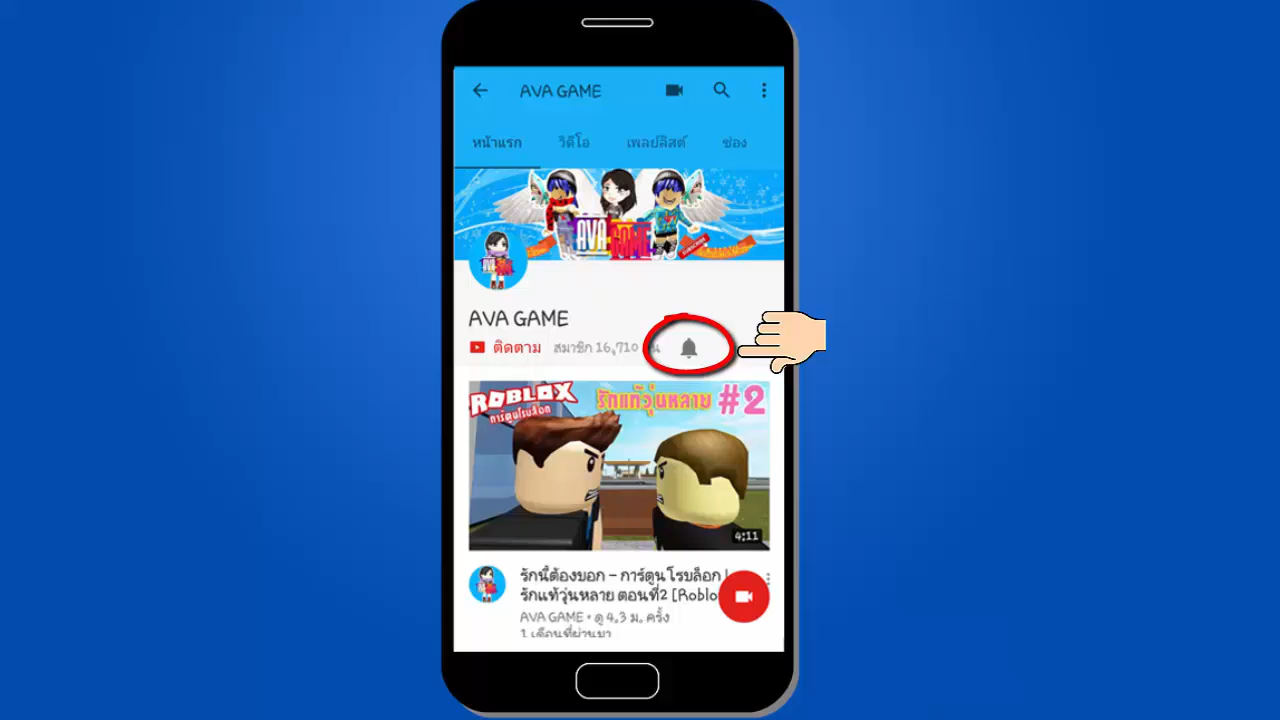 AVA GAME
หน้าแรก วิดีโอ เพลย์ลิสต์ ช่อง
AVA GAME
SUBSCRIBE
AVA GAME
ติดตาม สมาชิก 16,710
ROBLOX
การ์ตูนโรบล็อก
รักแท้วุ่นหลาย #2
4:11
รักนี้ต้องบอก - การ์ตูน โรบล็อก |
รักแท้วุ่นหลาย ตอนที่2 [Roblo
AVA GAME • ดู 4.3 ม. ครั้ง
1 เดือนที่ผ่านมา